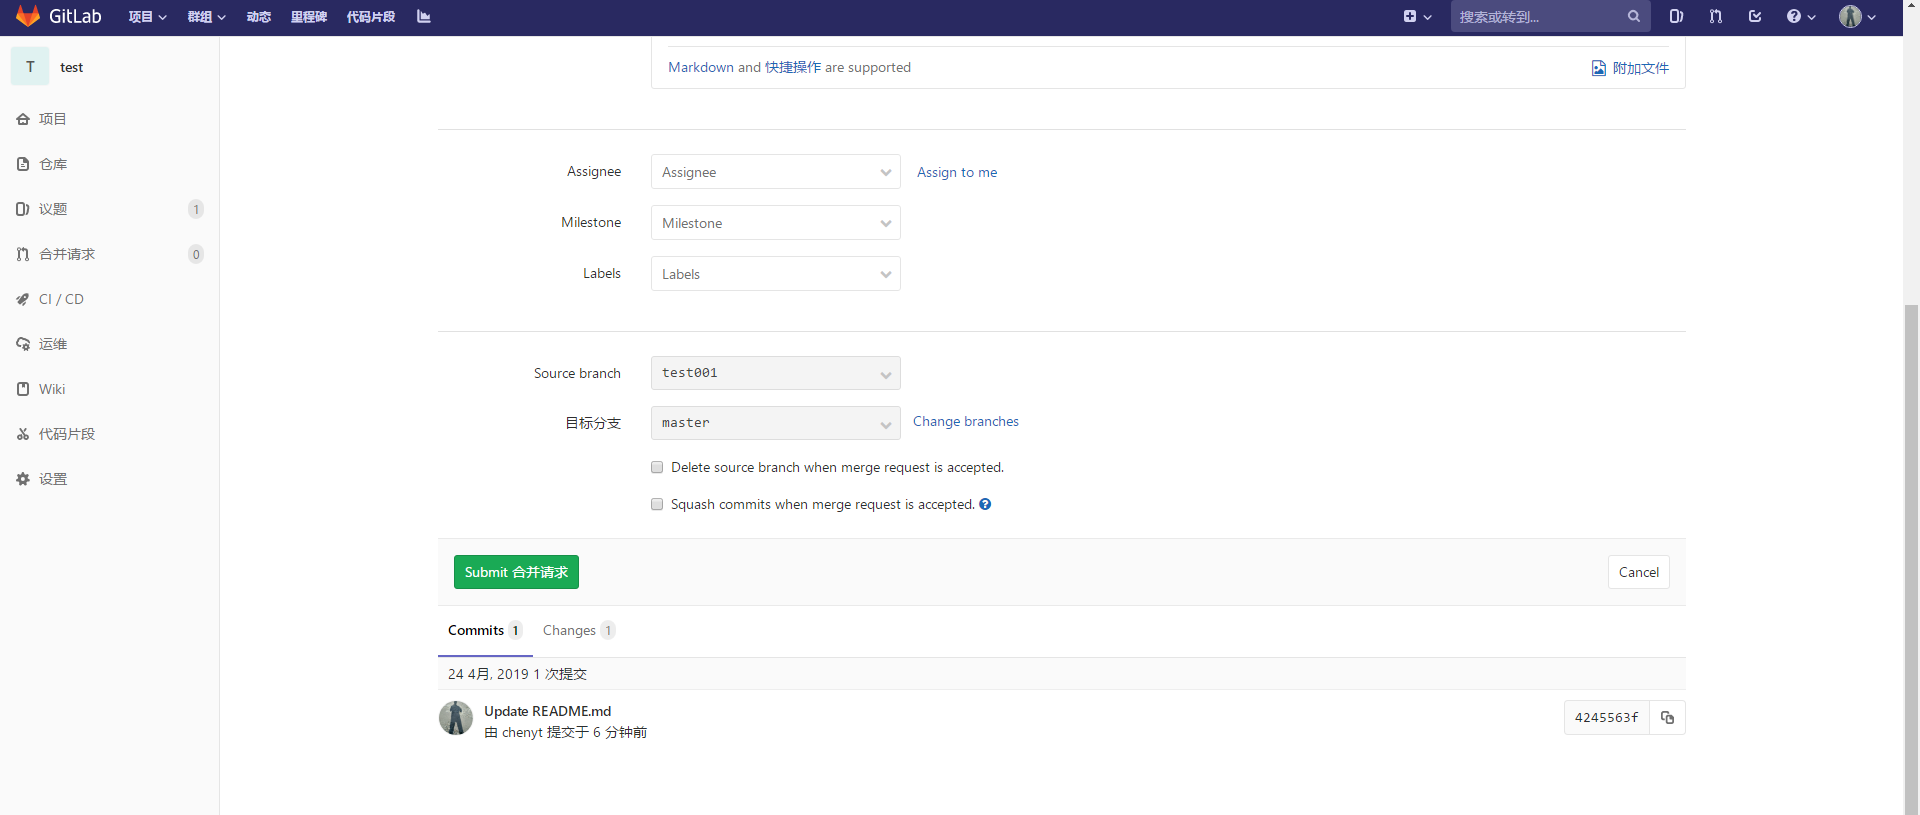 GitLab 项目 群组 动态 里程碑 代码片段 搜索或转到...
T test
项目
仓库
议题 1
合并请求 0
CI / CD
运维
Wiki
代码片段
设置
Markdown and 快捷操作 are supported 附加文件
Assignee Assignee Assign to me
Milestone Milestone
Labels Labels
Source branch test001
目标分支 master Change branches
Delete source branch when merge request is accepted.
Squash commits when merge request is accepted.
Submit 合并请求 Cancel
Commits 1 Changes 1
24 4月, 2019 1 次提交
Update README.md
由 chenyt 提交于 6 分钟前
4245563f